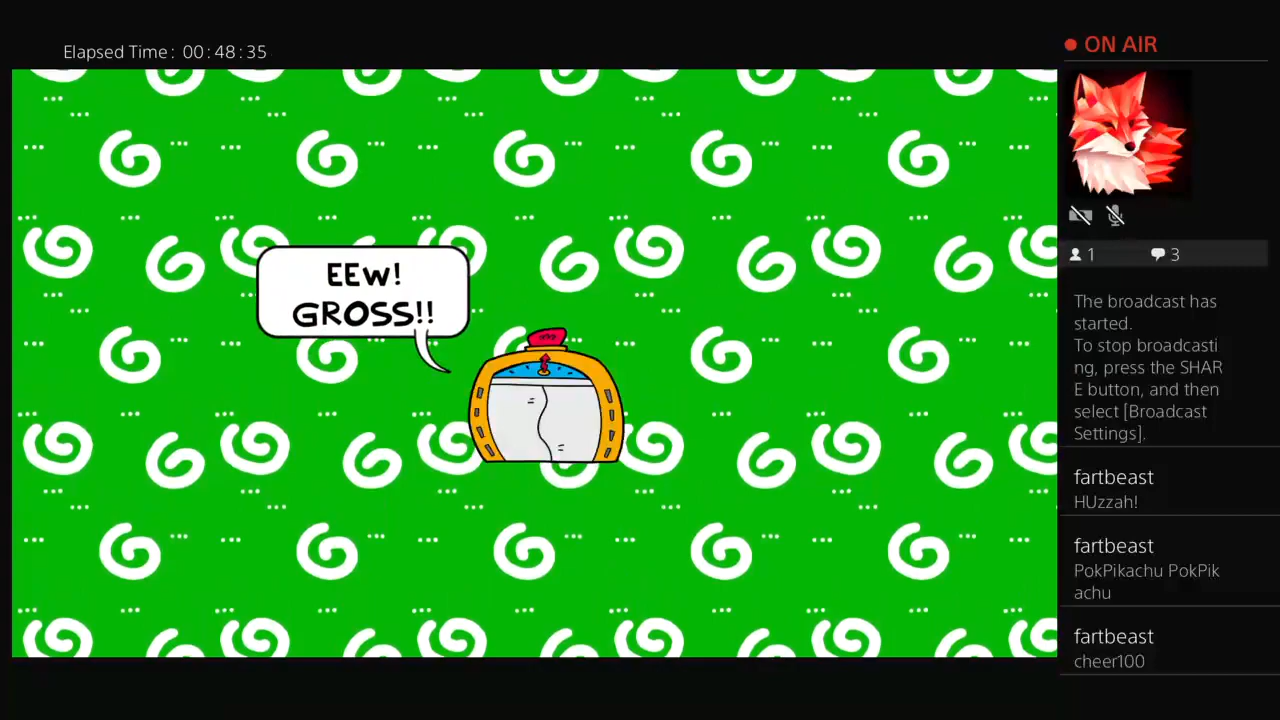 Elapsed Time: 00:48:35
ON AIR
EEW!
GROSS!!
1
3
The broadcast has
started.
To stop broadcasti
ng, press the SHAR
E button, and then
select [Broadcast
Settings].
fartbeast
HUzzah!
fartbeast
PokPikachu PokPik
achu
fartbeast
cheer100